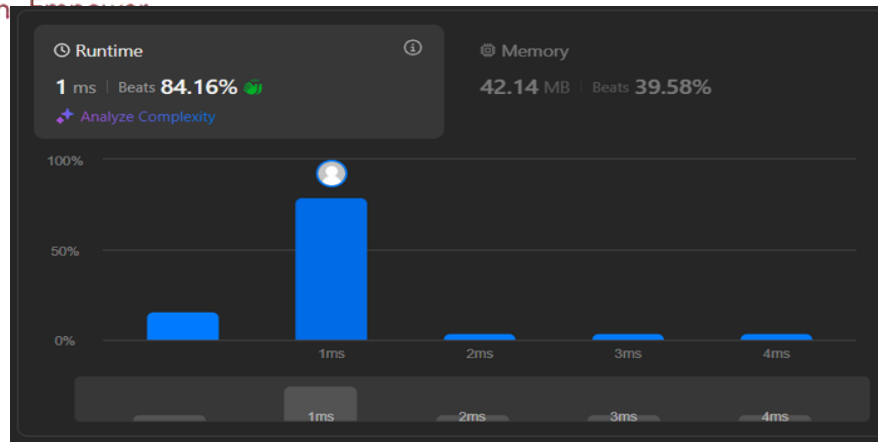 n Empower
Runtime
1 ms | Beats 84.16%
Analyze Complexity
Memory
42.14 MB | Beats 39.58%
100%
50%
0%
1ms 2ms 3ms 4ms
1ms 2ms 3ms 4ms